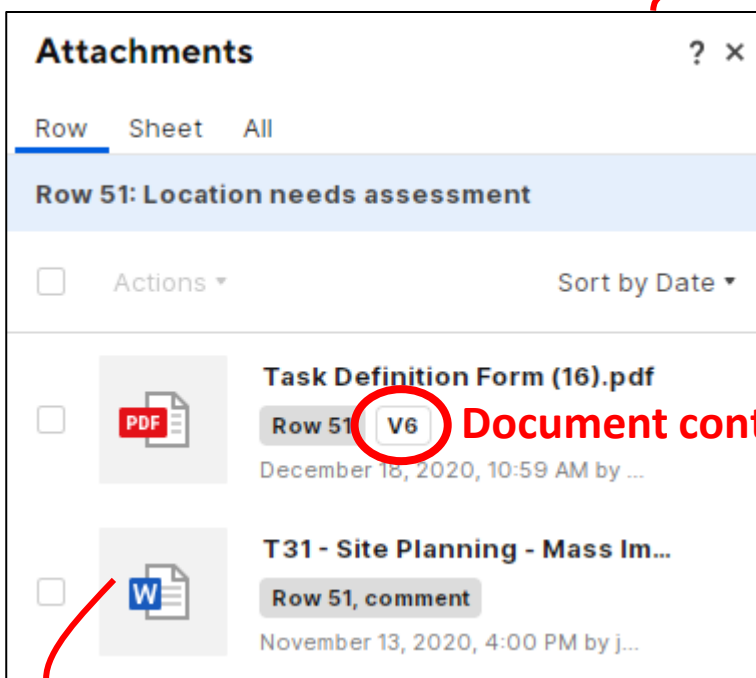 Attachments ? ×
Row Sheet All
Row 51: Location needs assessment
Actions Sort by Date
Task Definition Form (16).pdf
PDF
Row 51 V6 Document cont
December 18, 2020, 10:59 AM by ...
T31 - Site Planning - Mass Im...
W
Row 51, comment
November 13, 2020, 4:00 PM by j...